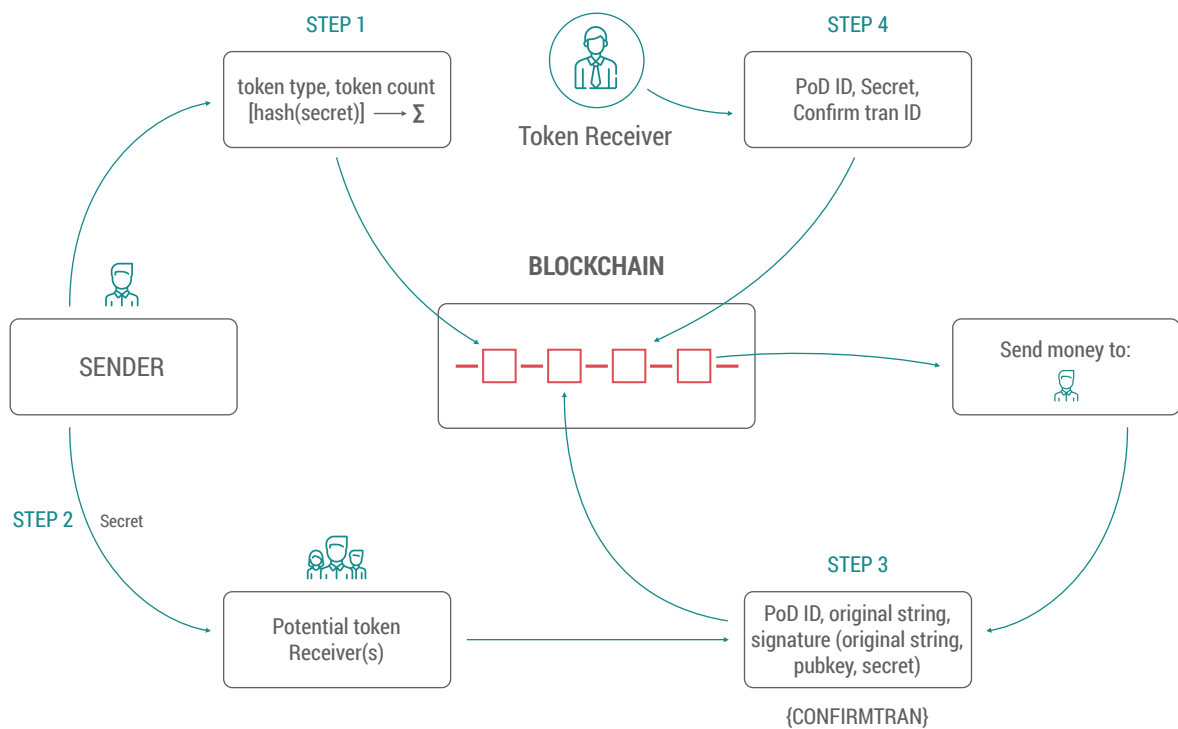 STEP 1
token type, token count
[hash(secret)] ⟶ Σ
Token Receiver
STEP 4
PoD ID, Secret,
Confirm tran ID
BLOCKCHAIN
SENDER
Send money to:
STEP 2
Secret
Potential token
Receiver(s)
STEP 3
PoD ID, original string,
signature (original string,
pubkey, secret)
{CONFIRMTRAN}